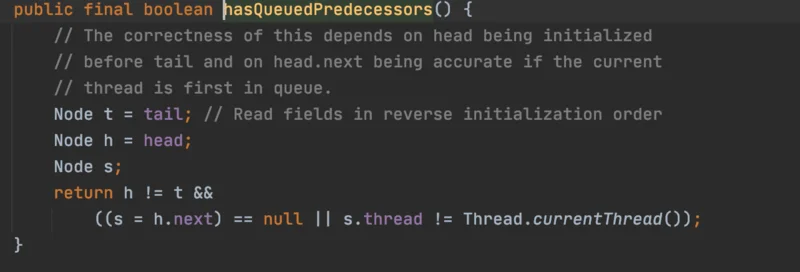 public final boolean hasQueuedPredecessors() {
// The correctness of this depends on head being initialized
// before tail and on head.next being accurate if the current
// thread is first in queue.
Node t = tail; // Read fields in reverse initialization order
Node h = head;
Node s;
return h != t &&
((s = h.next) == null || s.thread != Thread.currentThread());
}